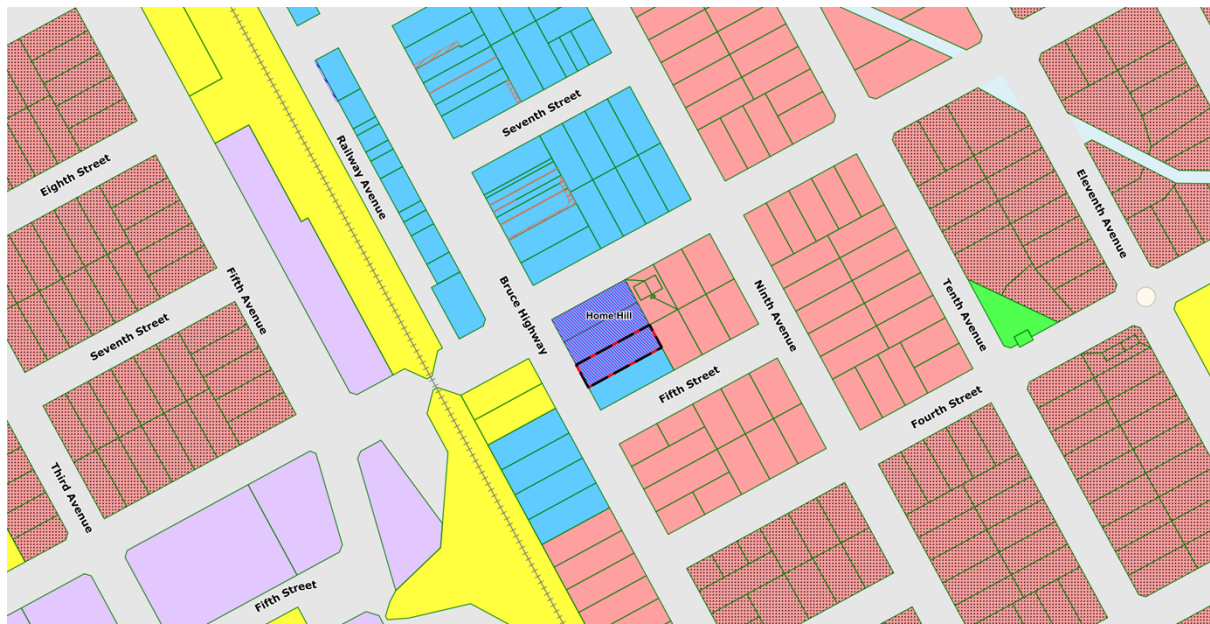 Seventh Street
Railway Avenue
Eighth Street
Eleventh Avenue
Fifth Avenue
Bruce Highway
Ninth Avenue
Tenth Avenue
Home Hill
Seventh Street
Fifth Street
Fourth Street
Third Avenue
Fifth Street